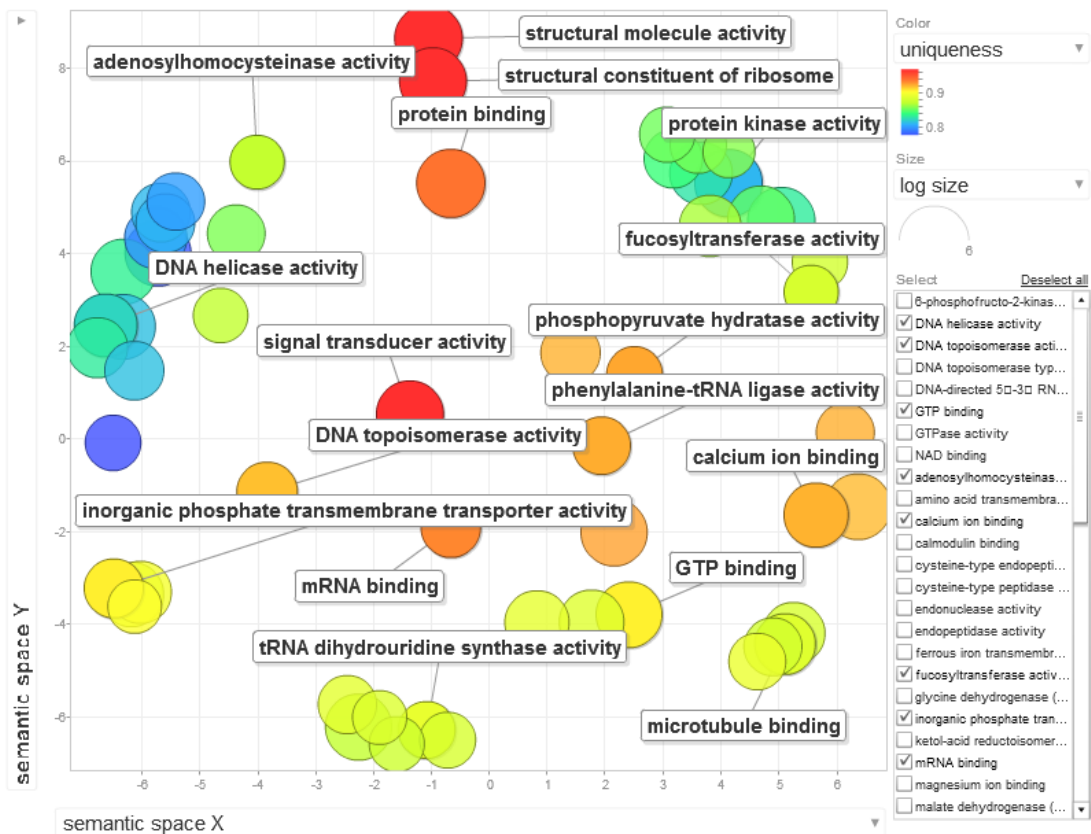 structural molecule activity
adenosylhomocysteinase activity
structural constituent of ribosome
protein binding
protein kinase activity
fucosyltransferase activity
DNA helicase activity
phosphopyruvate hydratase activity
signal transducer activity
phenylalanine-tRNA ligase activity
DNA topoisomerase activity
calcium ion binding
inorganic phosphate transmembrane transporter activity
GTP binding
mRNA binding
tRNA dihydrouridine synthase activity
microtubule binding
8
6
4
2
0
-2
-4
-6
-6 -5 -4 -3 -2 -1 0 1 2 3 4 5 6
semantic space Y
semantic space X
Color
uniqueness
0.9
0.8
Size
log size
6
Select Deselect all
6-phosphofructo-2-kinas...
DNA helicase activity
DNA topoisomerase acti...
DNA topoisomerase typ...
DNA-directed 5□-3□ RN...
GTP binding
GTPase activity
NAD binding
adenosylhomocysteinas...
amino acid transmembra...
calcium ion binding
calmodulin binding
cysteine-type endopepti...
cysteine-type peptidase ...
endonuclease activity
endopeptidase activity
ferrous iron transmembr...
fucosyltransferase activ...
glycine dehydrogenase (...
inorganic phosphate tran...
ketol-acid reductoisomer...
mRNA binding
magnesium ion binding
malate dehydrogenase (...